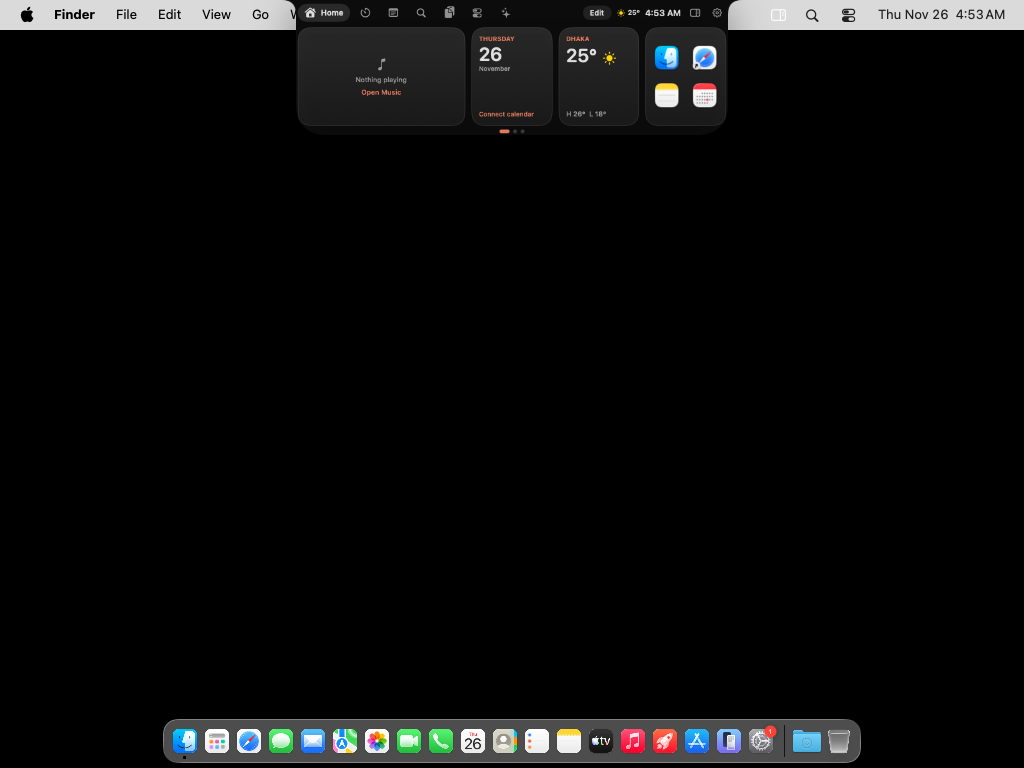 Finder File Edit View Go
Thu Nov 26 4:53 AM
Home
Edit 25° 4:53 AM
Nothing playing
Open Music
THURSDAY
26
November
Connect calendar
DHAKA
25°
H 26° L 18°
Thu
26
tv
1